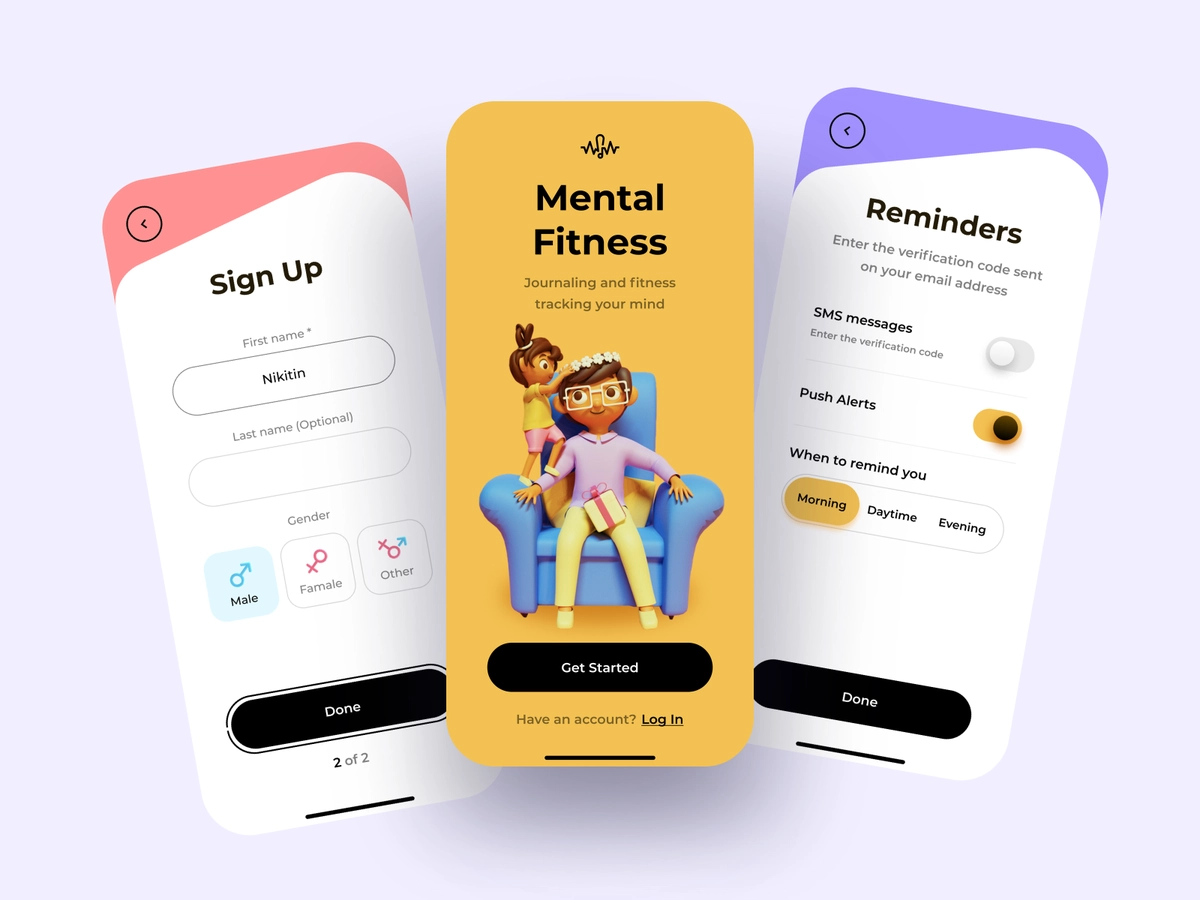 Sign Up
First name *
Nikitin
Last name (Optional)
Gender
Male
Famale
Other
Done
2 of 2
Mental
Fitness
Journaling and fitness
tracking your mind
Get Started
Have an account? Log In
Reminders
Enter the verification code sent
on your email address
SMS messages
Enter the verification code
Push Alerts
When to remind you
Morning
Daytime
Evening
Done